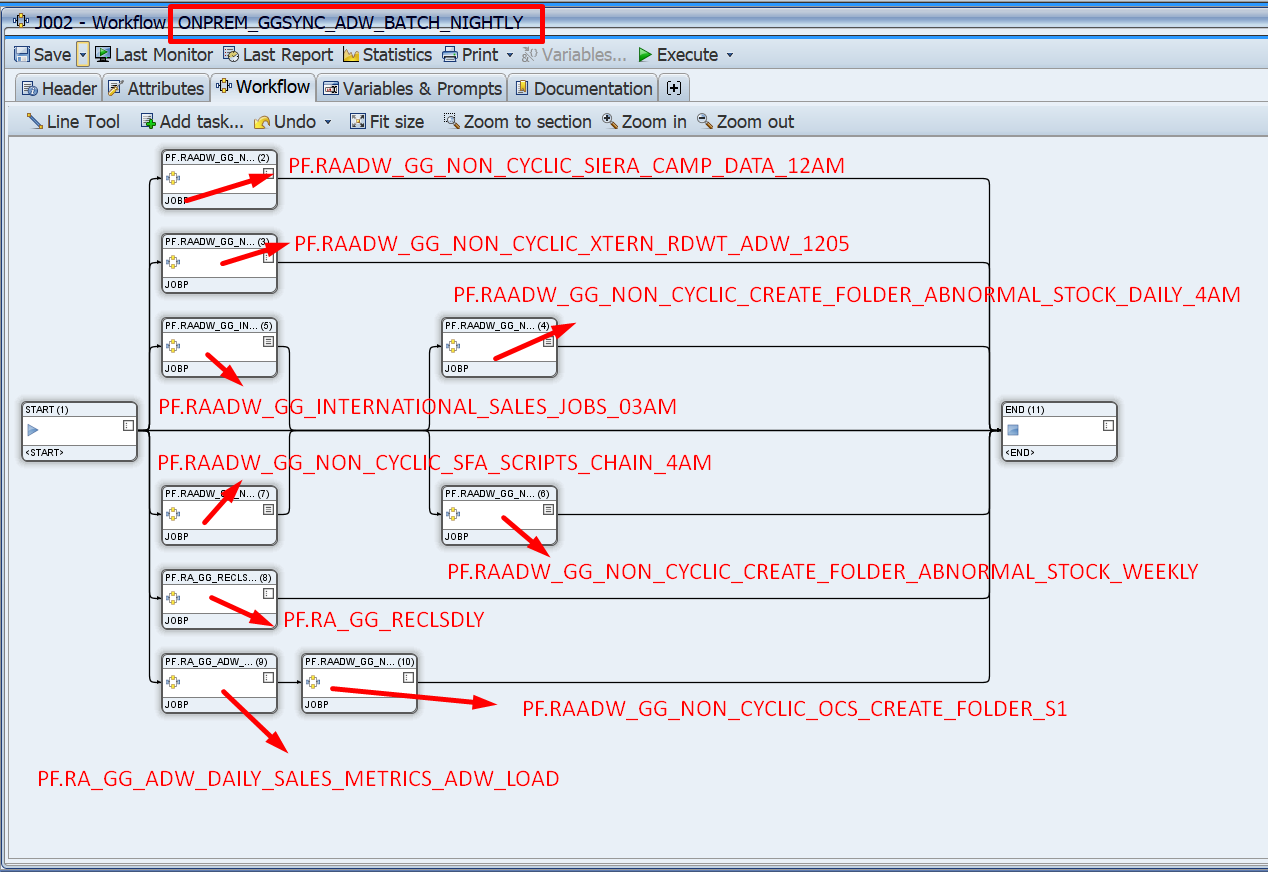 J002 - Workflow ONPREM_GGSYNC_ADW_BATCH_NIGHTLY
Save Last Monitor Last Report Statistics Print Variables... Execute
Header Attributes Workflow Variables & Prompts Documentation [+]
Line Tool Add task... Undo Fit size Zoom to section Zoom in Zoom out
PF.RAADW_GG_N... (2)
JOBP
PF.RAADW_GG_NON_CYCLIC_SIERA_CAMP_DATA_12AM
PF.RAADW_GG_N... (3)
JOBP
PF.RAADW_GG_NON_CYCLIC_XTERN_RDWT_ADW_1205
PF.RAADW_GG_NON_CYCLIC_CREATE_FOLDER_ABNORMAL_STOCK_DAILY_4AM
PF.RAADW_GG_IN... (5)
JOBP
PF.RAADW_GG_N... (4)
JOBP
PF.RAADW_GG_INTERNATIONAL_SALES_JOBS_03AM
START (1)
<START>
END (11)
<END>
PF.RAADW_GG_NON_CYCLIC_SFA_SCRIPTS_CHAIN_4AM
PF.RAADW_GG_N... (7)
JOBP
PF.RAADW_GG_N... (6)
JOBP
PF.RAADW_GG_NON_CYCLIC_CREATE_FOLDER_ABNORMAL_STOCK_WEEKLY
PF.RA_GG_RECLS... (8)
JOBP
PF.RA_GG_RECLSDLY
PF.RA_GG_ADW_... (9)
JOBP
PF.RAADW_GG_N... (10)
JOBP
PF.RAADW_GG_NON_CYCLIC_OCS_CREATE_FOLDER_S1
PF.RA_GG_ADW_DAILY_SALES_METRICS_ADW_LOAD